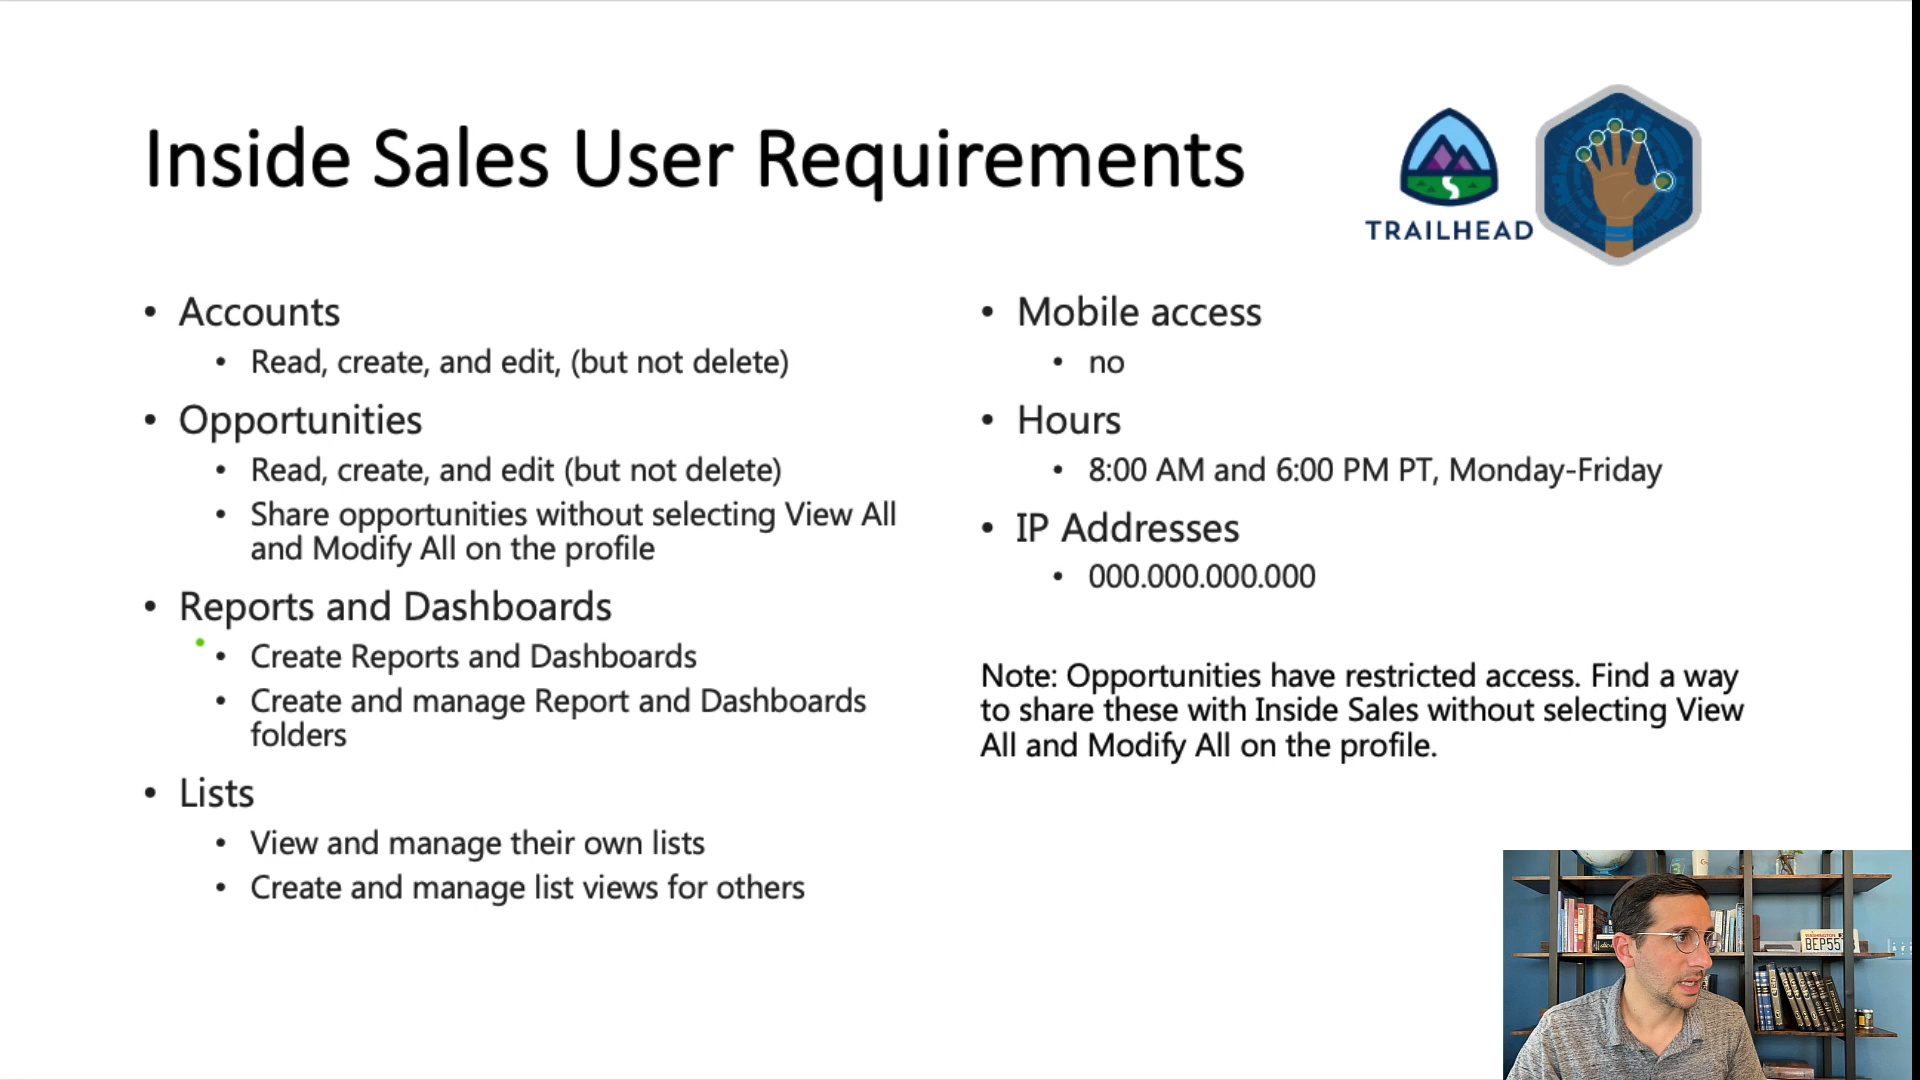 Inside Sales User Requirements
TRAILHEAD
• Accounts
• Read, create, and edit, (but not delete)
• Opportunities
• Read, create, and edit (but not delete)
• Share opportunities without selecting View All
and Modify All on the profile
• Reports and Dashboards
• Create Reports and Dashboards
• Create and manage Report and Dashboards
folders
• Lists
• View and manage their own lists
• Create and manage list views for others
• Mobile access
• no
• Hours
• 8:00 AM and 6:00 PM PT, Monday-Friday
• IP Addresses
• 000.000.000.000
Note: Opportunities have restricted access. Find a way
to share these with Inside Sales without selecting View
All and Modify All on the profile.